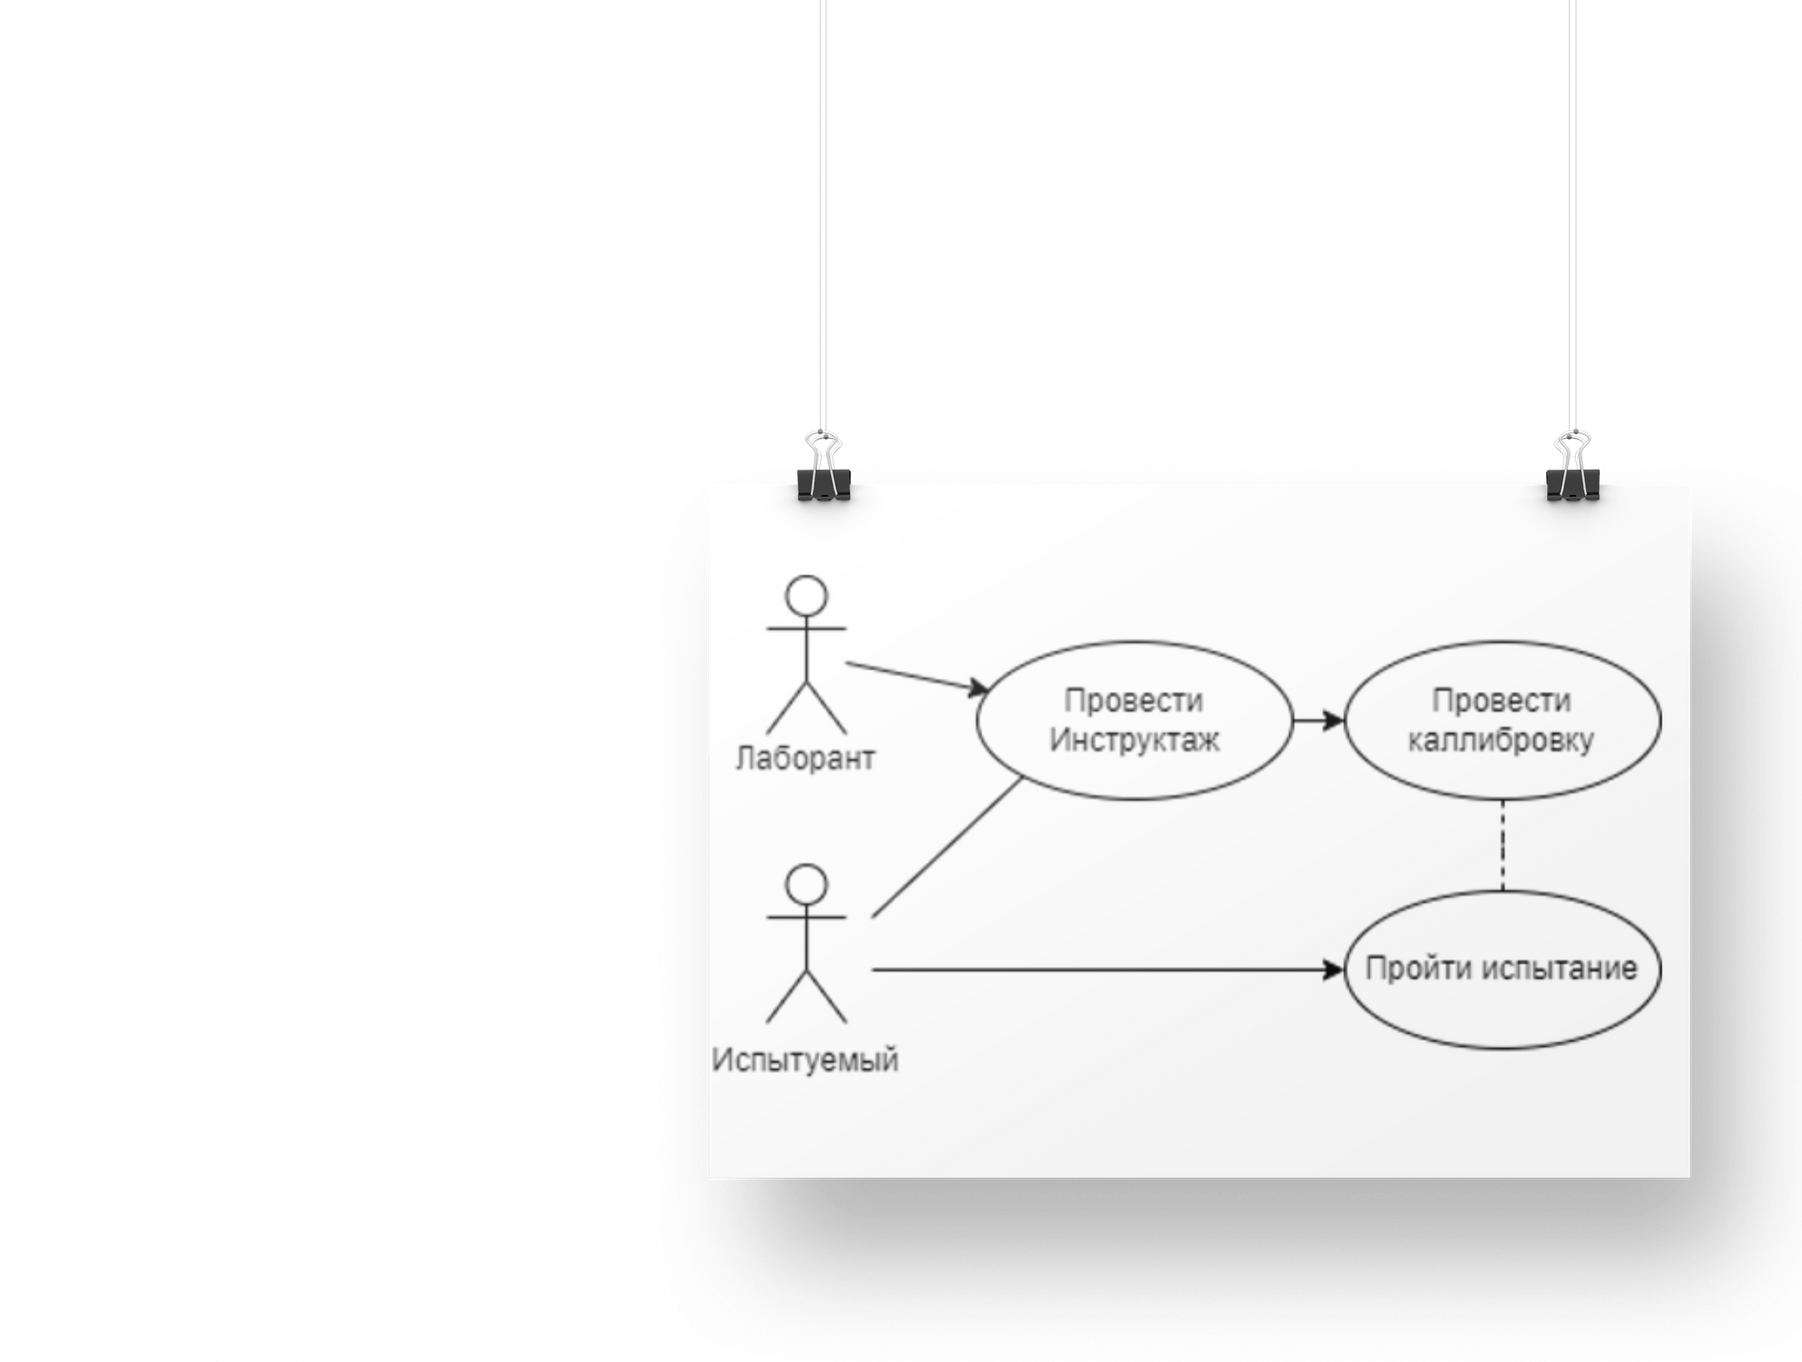 Лаборант
Провести
Инструктаж
Провести
каллибровку
Испытуемый
Пройти испытание